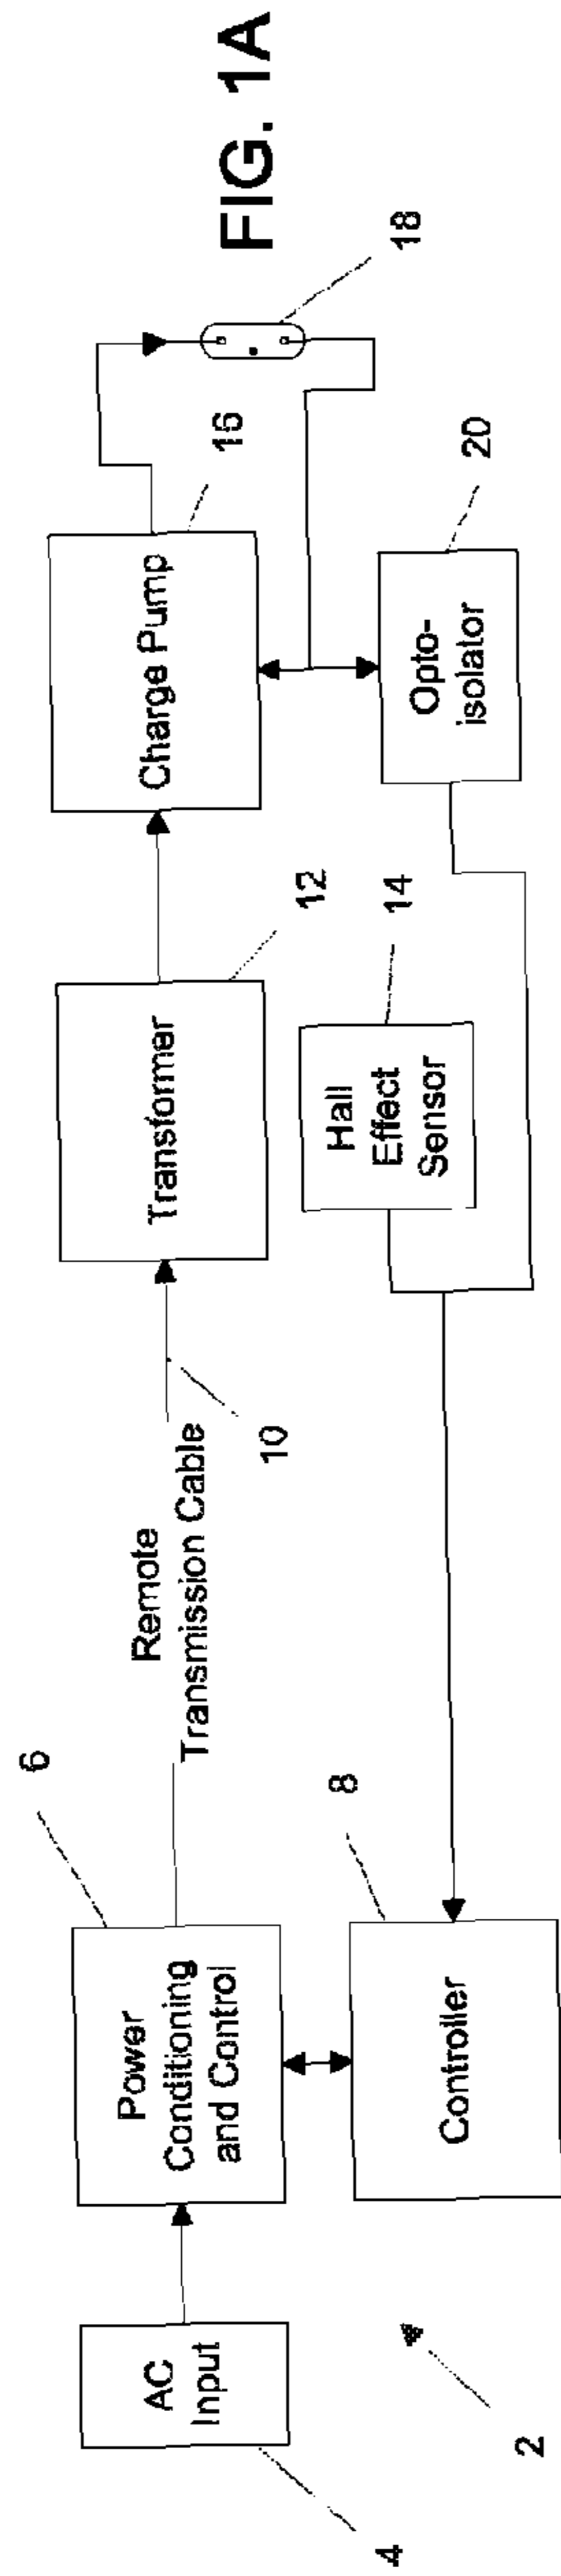 FIG. 1A
AC
Input
4
2
Power
Conditioning
and Control
6
Controller
8
Remote
Transmission Cable
10
Transformer
12
Hall
Effect
Sensor
14
Charge Pump
16
18
Opto-
isolator
20